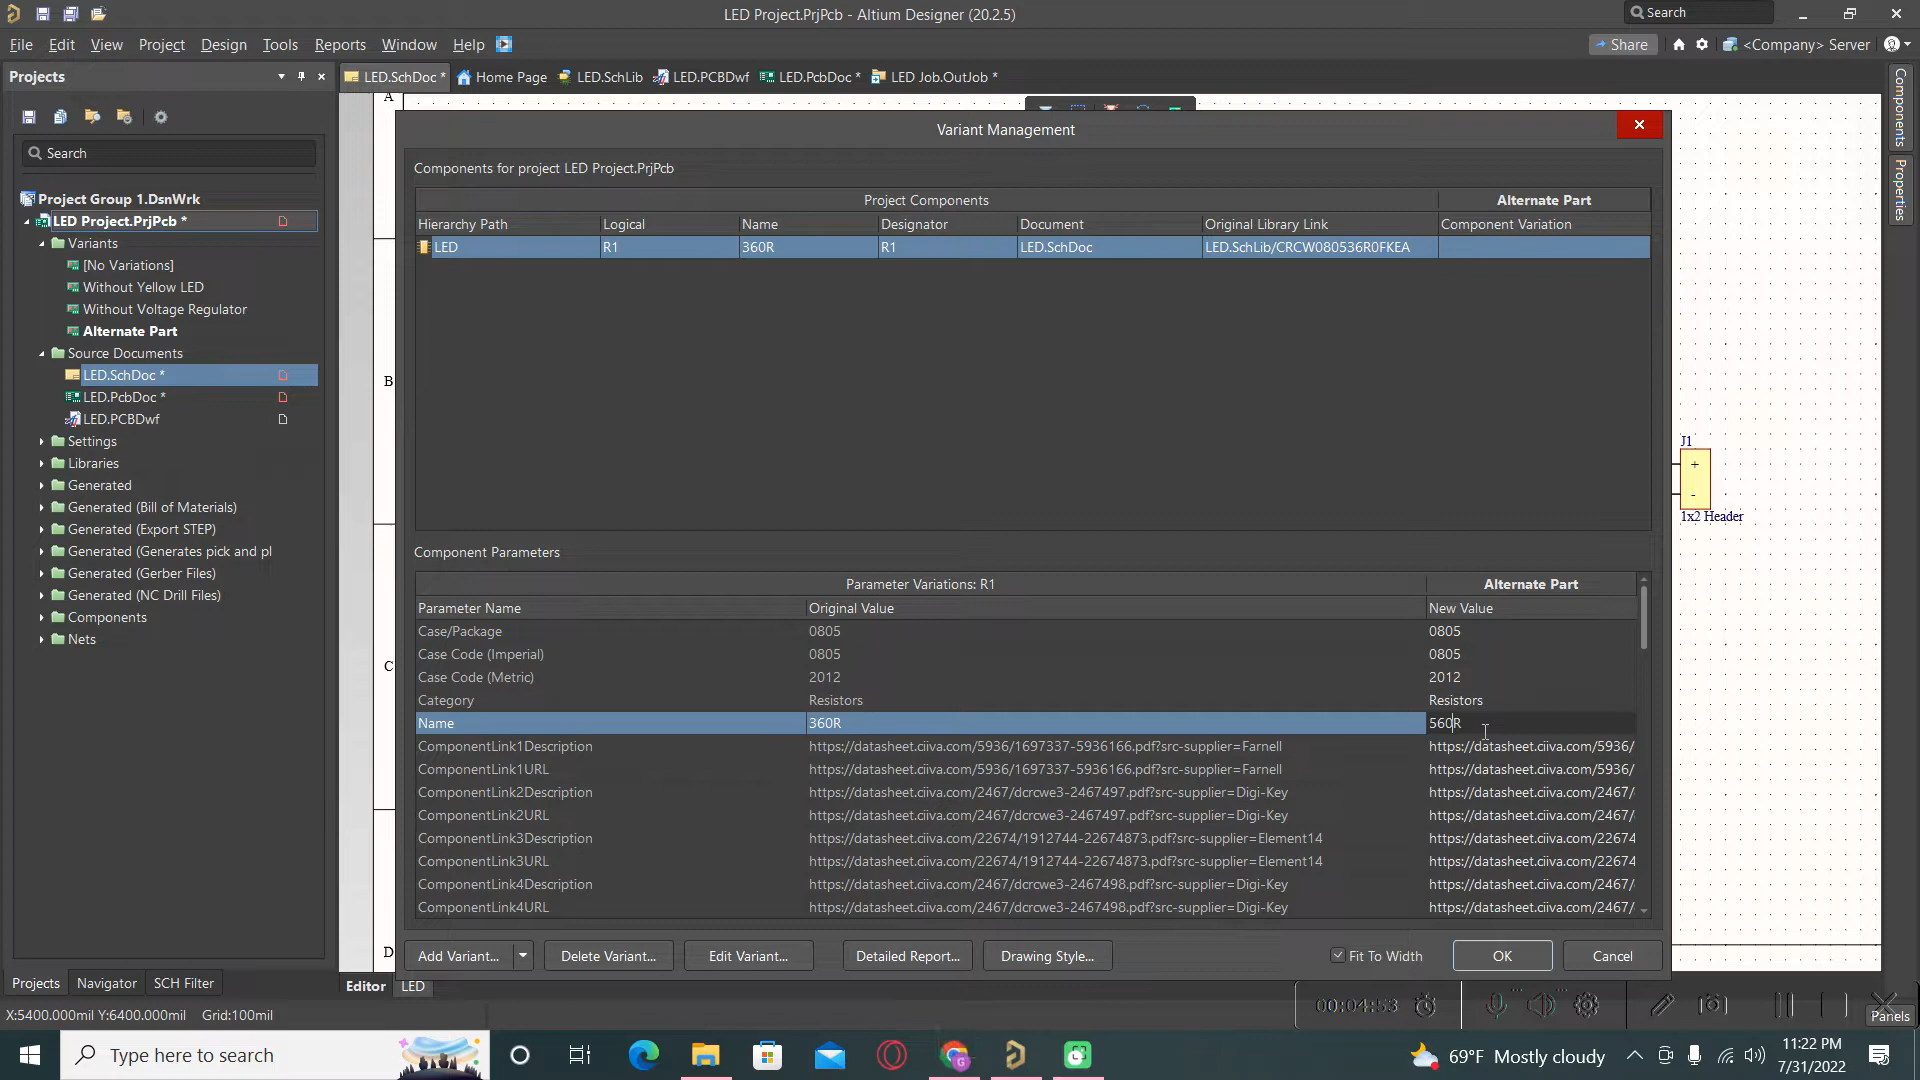 LED Project.PrjPcb - Altium Designer (20.2.5)
Search
File Edit View Project Design Tools Reports Window Help
Share <Company> Server
Projects
LED.SchDoc * Home Page LED.SchLib LED.PCBDwf LED.PcbDoc * LED Job.OutJob *
Components
Properties
Search
Project Group 1.DsnWrk
LED Project.PrjPcb *
Variants
[No Variations]
Without Yellow LED
Without Voltage Regulator
Alternate Part
Source Documents
LED.SchDoc *
LED.PcbDoc *
LED.PCBDwf
Settings
Libraries
Generated
Generated (Bill of Materials)
Generated (Export STEP)
Generated (Generates pick and pl
Generated (Gerber Files)
Generated (NC Drill Files)
Components
Nets
A
B
C
D
Variant Management
Components for project LED Project.PrjPcb
Project Components Alternate Part
Hierarchy Path Logical Name Designator Document Original Library Link Component Variation
LED R1 360R R1 LED.SchDoc LED.SchLib/CRCW080536R0FKEA
J1
+
-
1x2 Header
Component Parameters
Parameter Variations: R1 Alternate Part
Parameter Name Original Value New Value
Case/Package 0805 0805
Case Code (Imperial) 0805 0805
Case Code (Metric) 2012 2012
Category Resistors Resistors
Name 360R 560R
ComponentLink1Description https://datasheet.ciiva.com/5936/1697337-5936166.pdf?src-supplier=Farnell https://datasheet.ciiva.com/5936/
ComponentLink1URL https://datasheet.ciiva.com/5936/1697337-5936166.pdf?src-supplier=Farnell https://datasheet.ciiva.com/5936/
ComponentLink2Description https://datasheet.ciiva.com/2467/dcrcwe3-2467497.pdf?src-supplier=Digi-Key https://datasheet.ciiva.com/2467/
ComponentLink2URL https://datasheet.ciiva.com/2467/dcrcwe3-2467497.pdf?src-supplier=Digi-Key https://datasheet.ciiva.com/2467/
ComponentLink3Description https://datasheet.ciiva.com/22674/1912744-22674873.pdf?src-supplier=Element14 https://datasheet.ciiva.com/22674
ComponentLink3URL https://datasheet.ciiva.com/22674/1912744-22674873.pdf?src-supplier=Element14 https://datasheet.ciiva.com/22674
ComponentLink4Description https://datasheet.ciiva.com/2467/dcrcwe3-2467498.pdf?src-supplier=Digi-Key https://datasheet.ciiva.com/2467/
ComponentLink4URL https://datasheet.ciiva.com/2467/dcrcwe3-2467498.pdf?src-supplier=Digi-Key https://datasheet.ciiva.com/2467/
Add Variant... Delete Variant... Edit Variant... Detailed Report... Drawing Style... Fit To Width OK Cancel
Projects Navigator SCH Filter Editor LED
X:5400.000mil Y:6400.000mil Grid:100mil
00:04:53
Panels
Type here to search
69°F Mostly cloudy
11:22 PM
7/31/2022